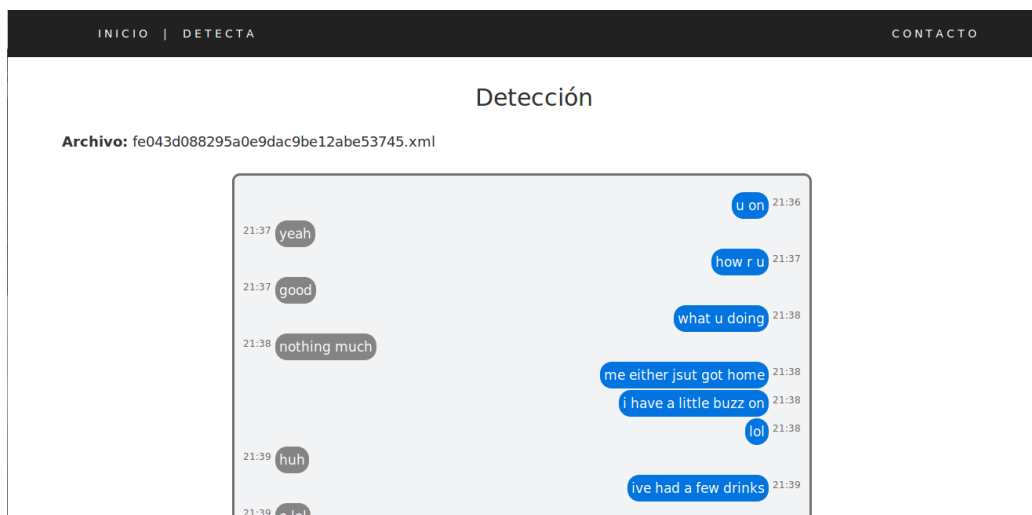 INICIO | DETECTA CONTACTO
Detección
Archivo: fe043d088295a0e9dac9be12abe53745.xml
u on 21:36
21:37 yeah
how r u 21:37
21:37 good
what u doing 21:38
21:38 nothing much
me either jsut got home 21:38
i have a little buzz on 21:38
lol 21:38
21:39 huh
ive had a few drinks 21:39
21:39 o lol